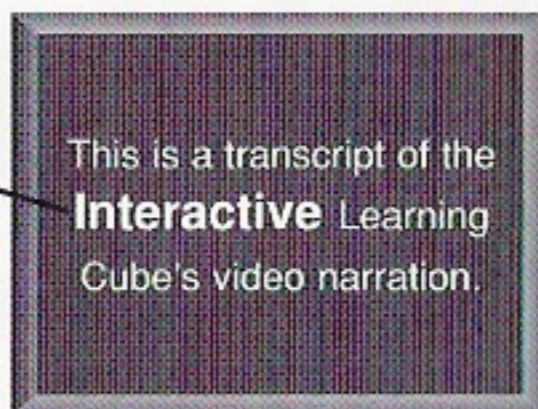 This is a transcript of the
Interactive Learning
Cube's video narration.